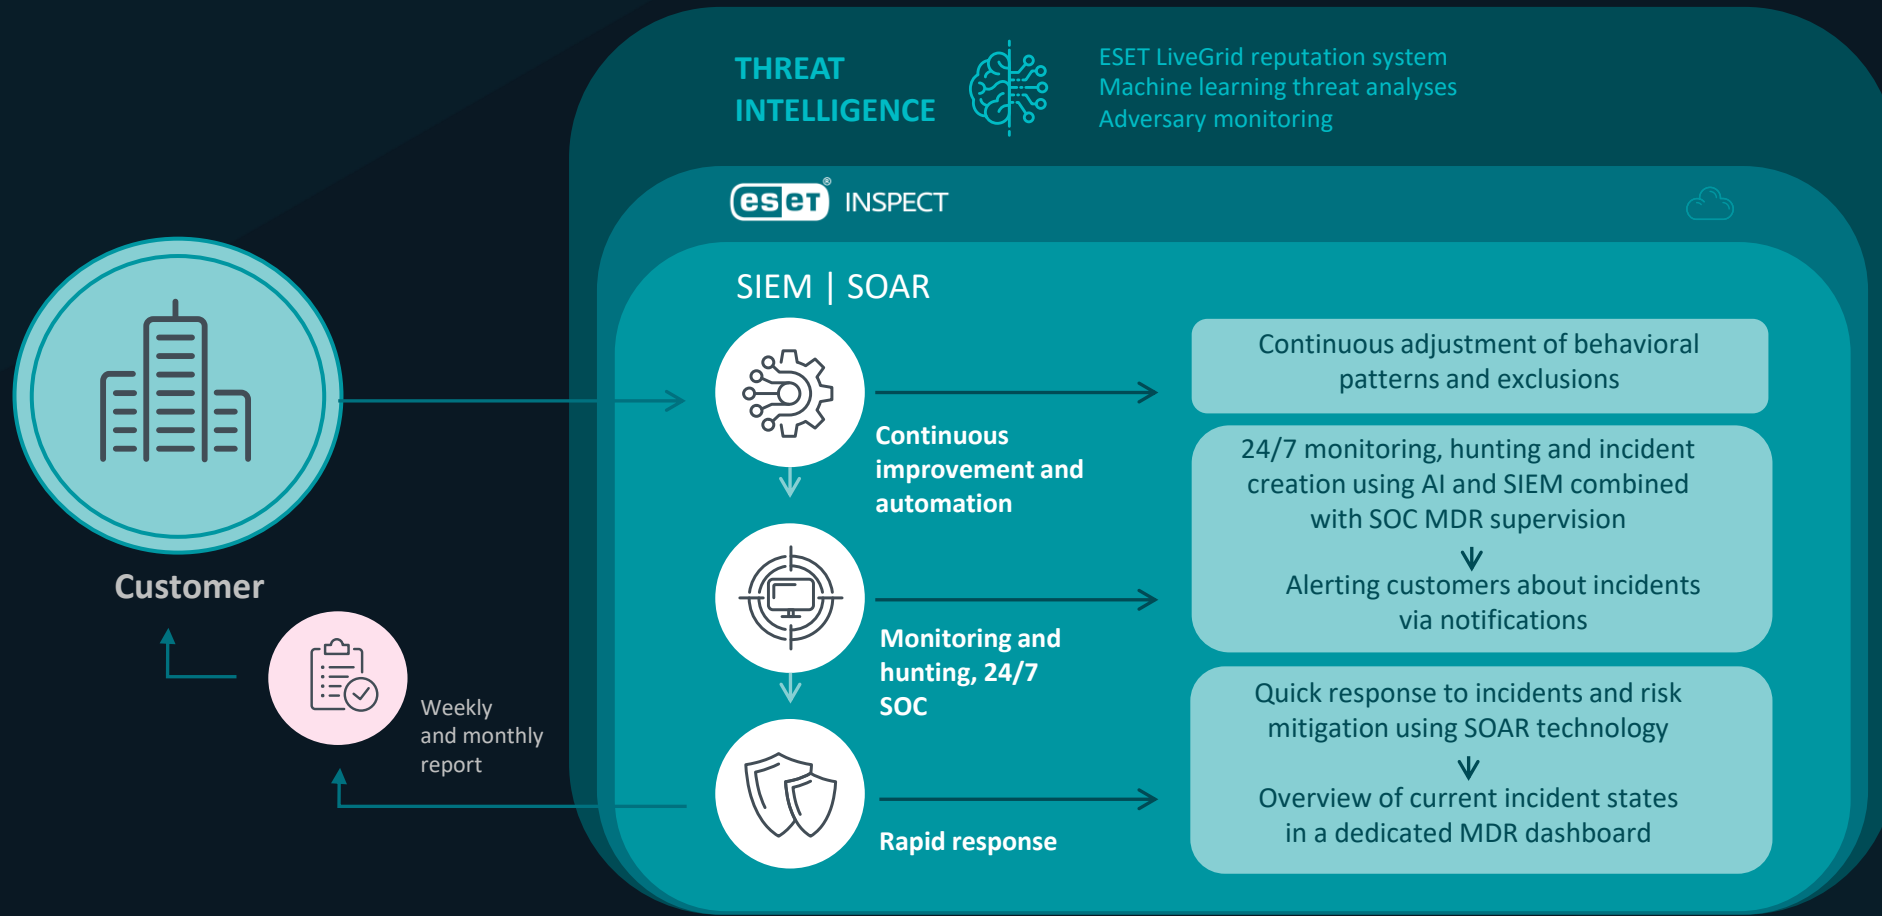 THREAT
INTELLIGENCE
ESET LiveGrid reputation system
Machine learning threat analyses
Adversary monitoring
eseT® INSPECT
SIEM | SOAR
Continuous
improvement and
automation
Continuous adjustment of behavioral
patterns and exclusions
Monitoring and
hunting, 24/7
SOC
24/7 monitoring, hunting and incident
creation using AI and SIEM combined
with SOC MDR supervision
Alerting customers about incidents
via notifications
Rapid response
Quick response to incidents and risk
mitigation using SOAR technology
Overview of current incident states
in a dedicated MDR dashboard
Customer
Weekly
and monthly
report